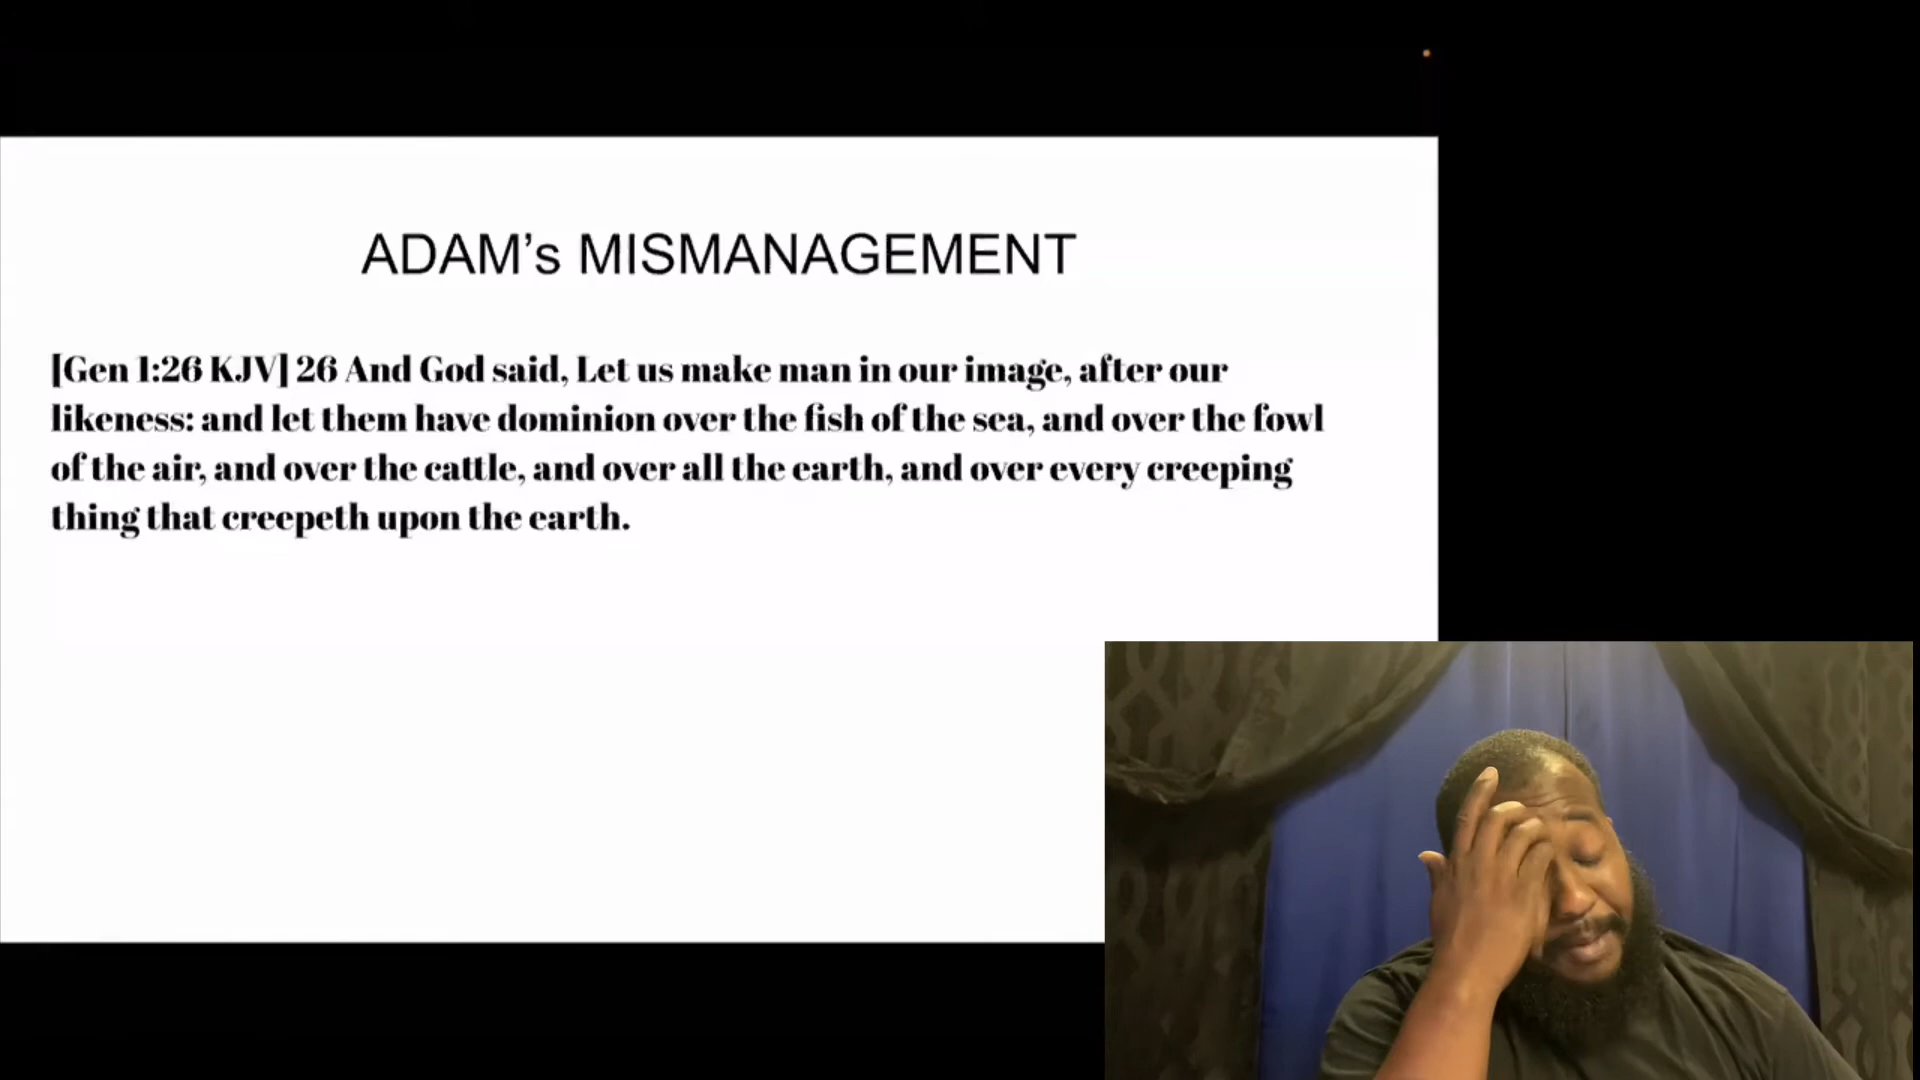 ADAM’s MISMANAGEMENT
[Gen 1:26 KJV] 26 And God said, Let us make man in our image, after our
likeness: and let them have dominion over the fish of the sea, and over the fowl
of the air, and over the cattle, and over all the earth, and over every creeping
thing that creepeth upon the earth.